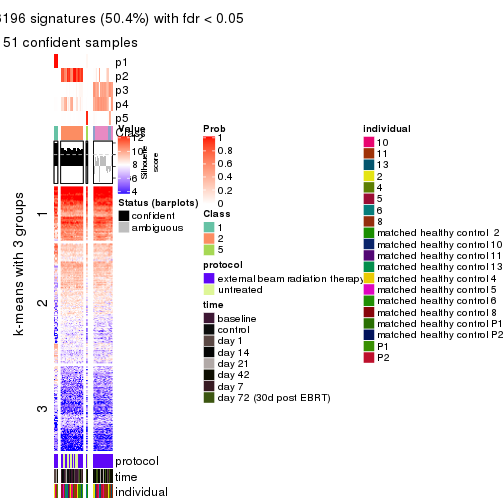 6196 signatures (50.4%) with fdr < 0.05
51 confident samples
p1
p2
p3
p4
p5
Class
k-means with 3 groups
1
2
3
protocol
time
individual
Value
12
10
8
6
4
Silhouette
score
Status (barplots)
confident
ambiguous
Prob
1
0.8
0.6
0.4
0.2
0
Class
1
2
5
protocol
external beam radiation therapy
untreated
time
baseline
control
day 1
day 14
day 21
day 42
day 7
day 72 (30d post EBRT)
individual
10
11
13
2
4
5
6
8
matched healthy control 2
matched healthy control 10
matched healthy control 11
matched healthy control 13
matched healthy control 4
matched healthy control 5
matched healthy control 6
matched healthy control 8
matched healthy control P1
matched healthy control P2
P1
P2